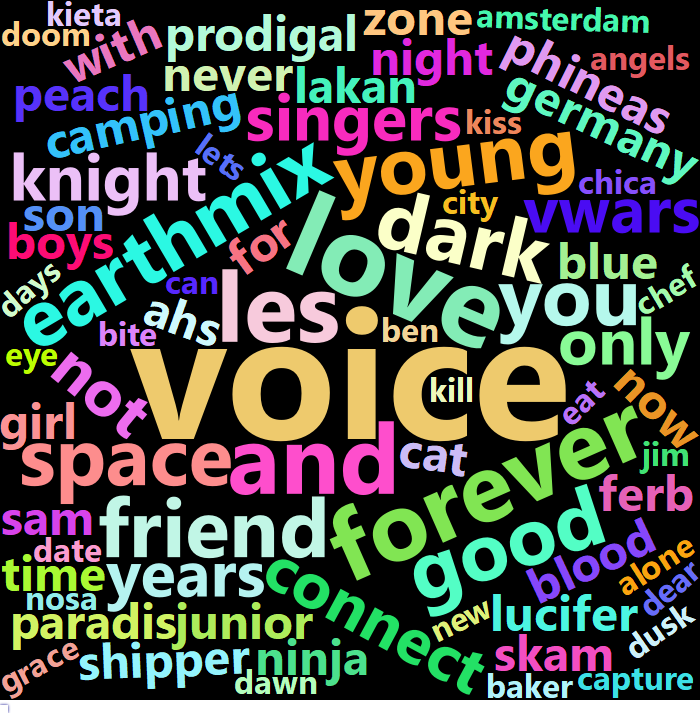 kieta
doom
with
prodigal
zone
amsterdam
peach
never
lakan
night
phineas
angels
camping
singers
kiss
germany
lets
knight
earthmix
young
chica
son
boys
for
love
dark
city
vwars
days
can
ahs
les
you
blue
chef
bite
ben
only
eye
not
voice
kill
eat
now
girl
space
and
cat
forever
jim
ferb
sam
friend
good
date
time
years
connect
blood
alone
dear
nosa
paradis
junior
new
lucifer
dusk
grace
shipper
ninja
skam
dawn
baker
capture